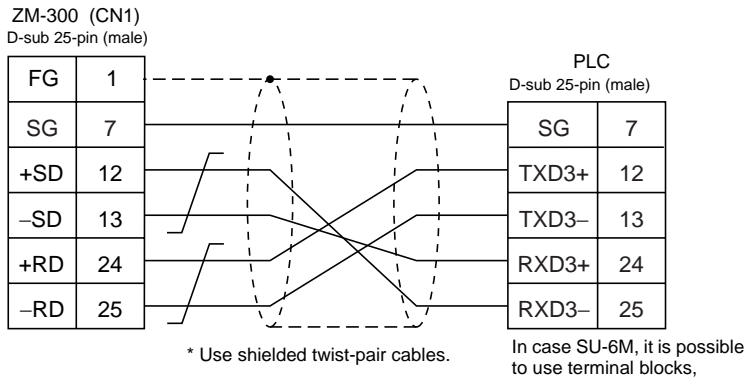 ZM-300 (CN1)
D-sub 25-pin (male)
PLC
D-sub 25-pin (male)
FG 1
SG 7 SG 7
+SD 12 TXD3+ 12
–SD 13 TXD3– 13
+RD 24 RXD3+ 24
–RD 25 RXD3– 25
* Use shielded twist-pair cables.
In case SU-6M, it is possible
to use terminal blocks,